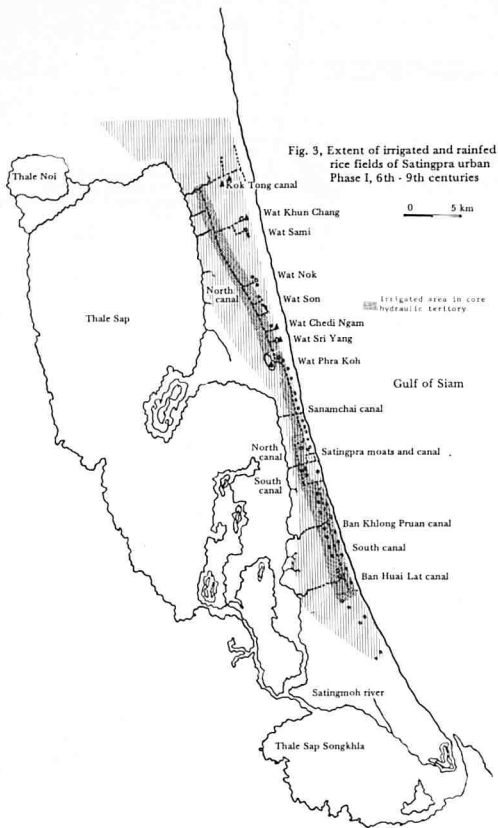 Fig. 3, Extent of irrigated and rainfed
rice fields of Satingpra urban
Phase I, 6th - 9th centuries
0 5 km
Thale Noi
Kok Tong canal
Wat Khun Chang
Wat Sami
Wat Nok
North
canal
Wat Son
Irrigated area in core
hydraulic teritory
Thale Sap
Wat Chedi Ngam
Wat Sri Yang
Wat Phra Koh
Gulf of Siam
Sanamchai canal
North
canal
Satingpra moats and canal
South
canal
Ban Khlong Pruan canal
South canal
Ban Huai Lat canal
Satingmoh river
Thale Sap Songkhla